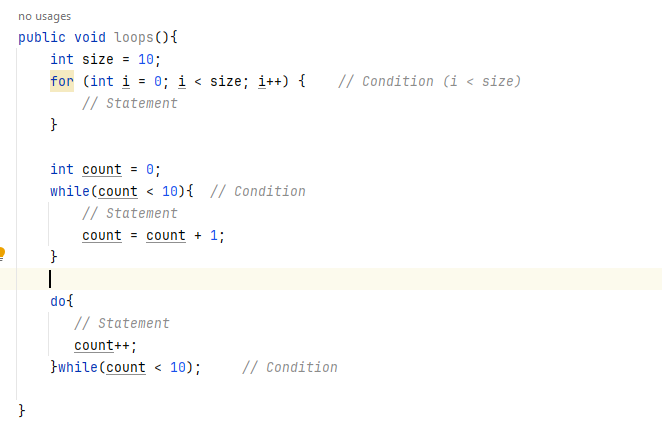 no usages
public void loops(){
int size = 10;
for (int i = 0; i < size; i++) {    // Condition (i < size)
// Statement
}
int count = 0;
while(count < 10){  // Condition
// Statement
count = count + 1;
}
do{
// Statement
count++;
}while(count < 10);     // Condition
}